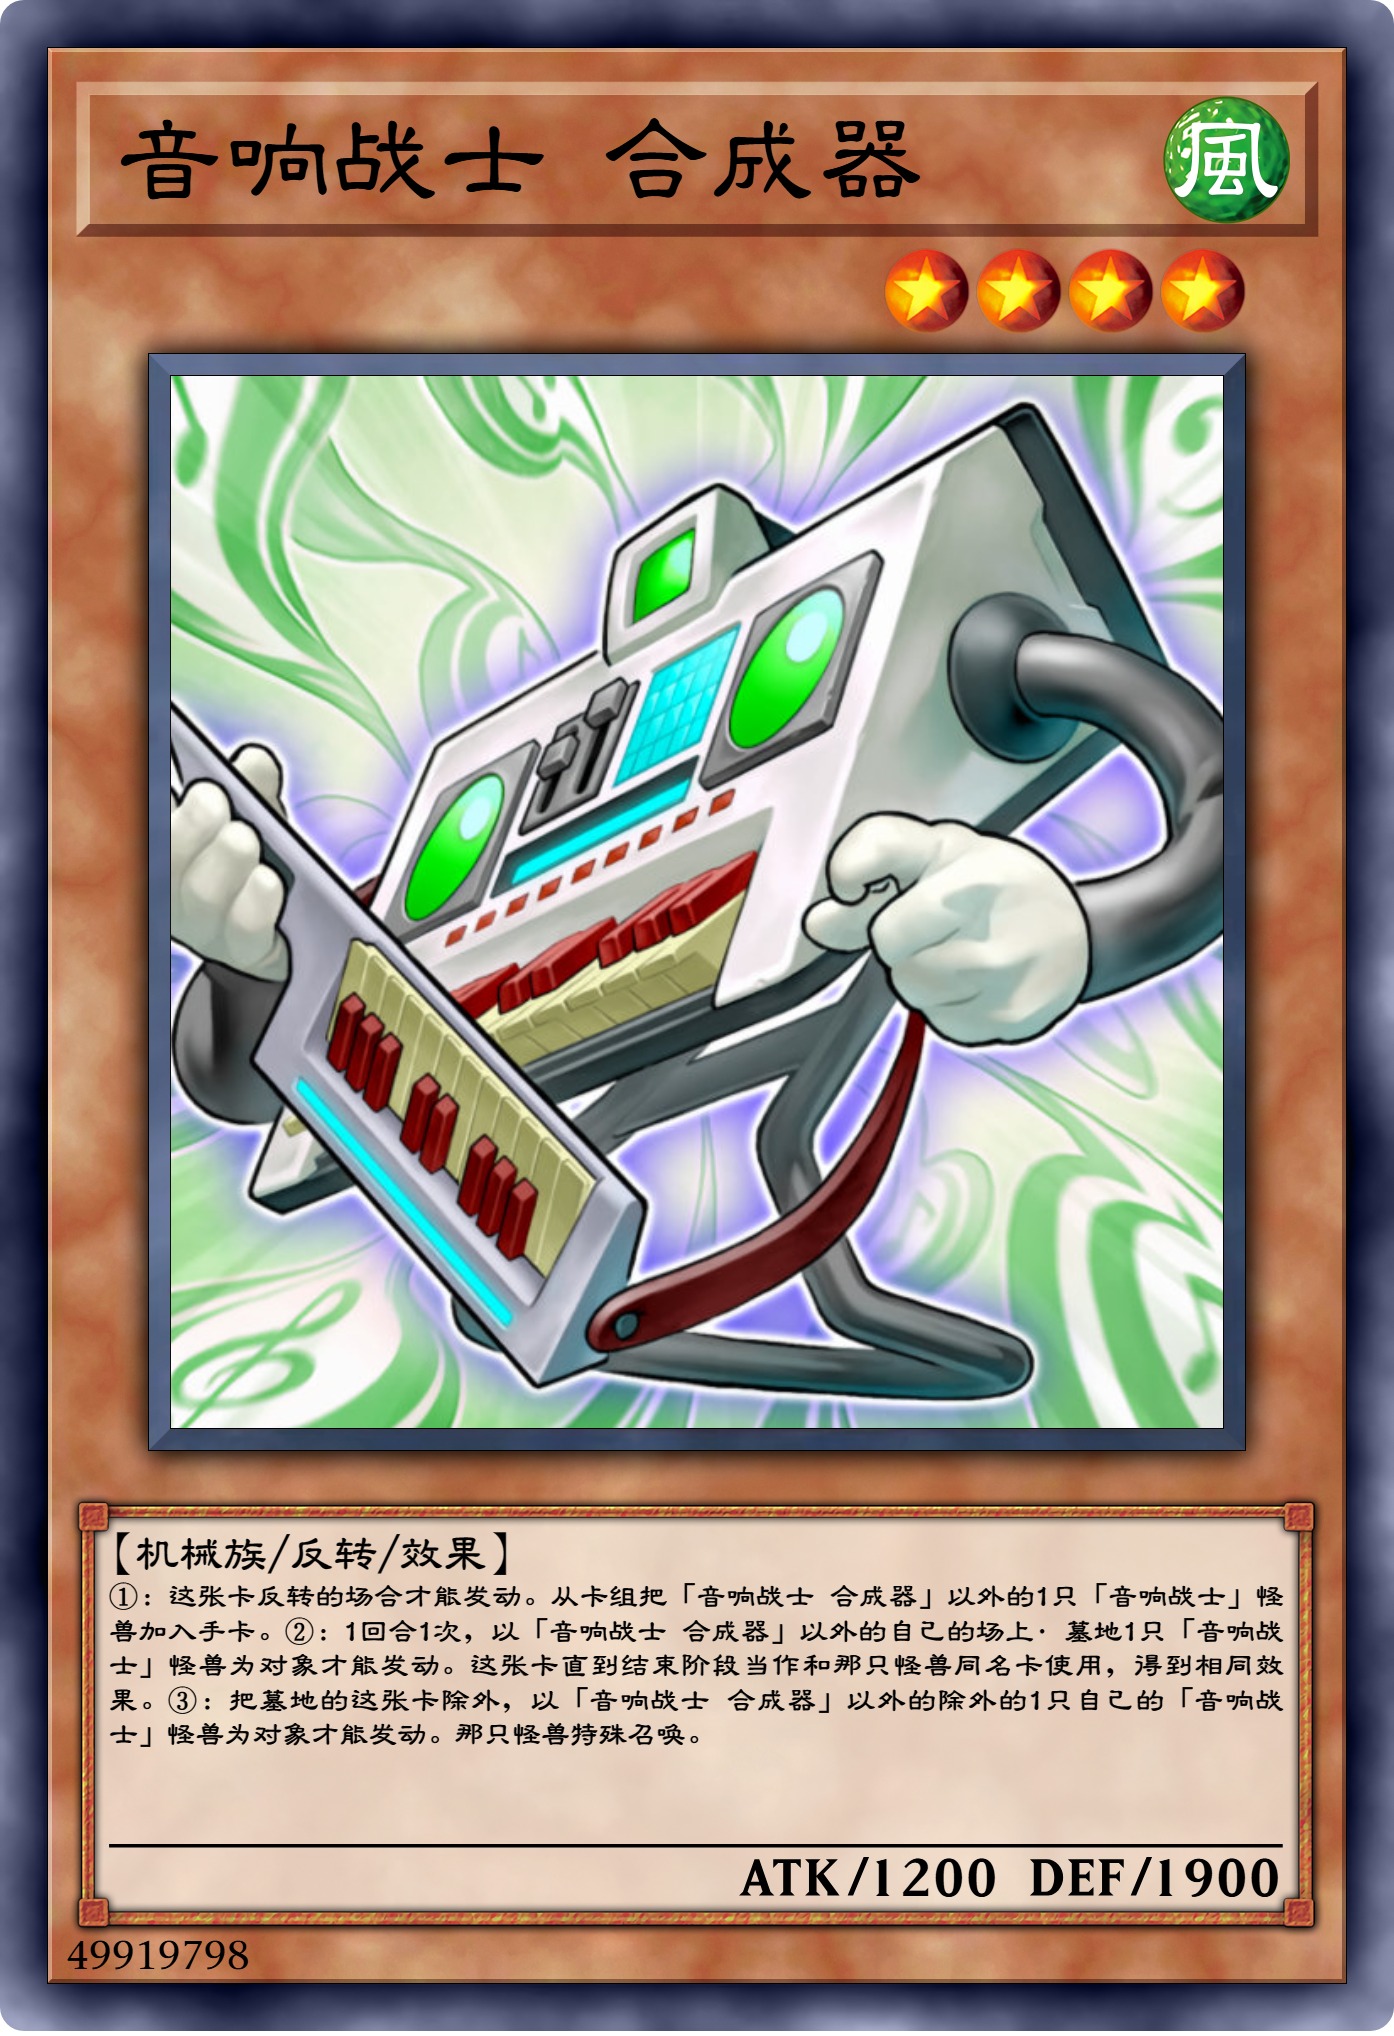 音响战士 合成器
風
【机械族/反转/效果】
①：这张卡反转的场合才能发动。从卡组把「音响战士 合成器」以外的1只「音响战士」怪
兽加入手卡。②：1回合1次，以「音响战士 合成器」以外的自己的场上·墓地1只「音响战
士」怪兽为对象才能发动。这张卡直到结束阶段当作和那只怪兽同名卡使用，得到相同效
果。③：把墓地的这张卡除外，以「音响战士 合成器」以外的除外的1只自己的「音响战
士」怪兽为对象才能发动。那只怪兽特殊召唤。
ATK/1200 DEF/1900
49919798